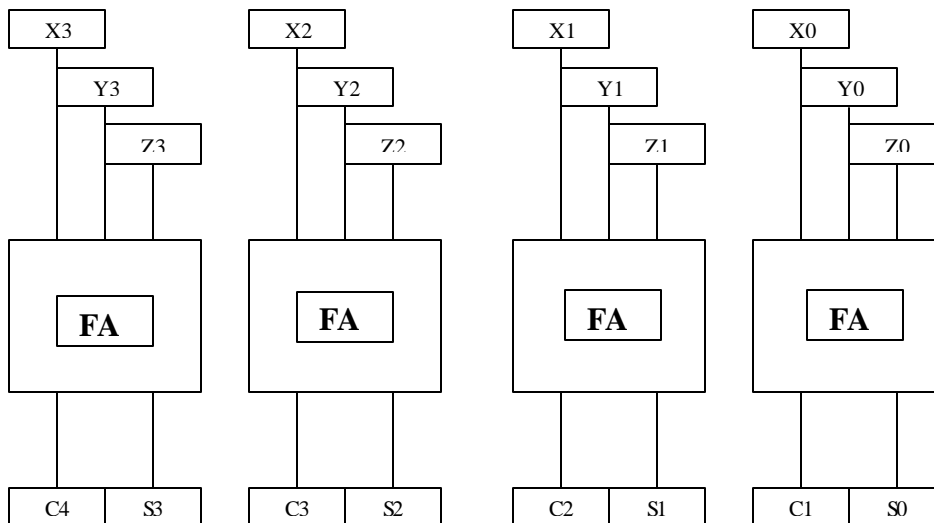 X3 X2 X1 X0
Y3 Y2 Y1 Y0
Z3 Z2 Z1 Z0
FA FA FA FA
C4 S3 C3 S2 C2 S1 C1 S0